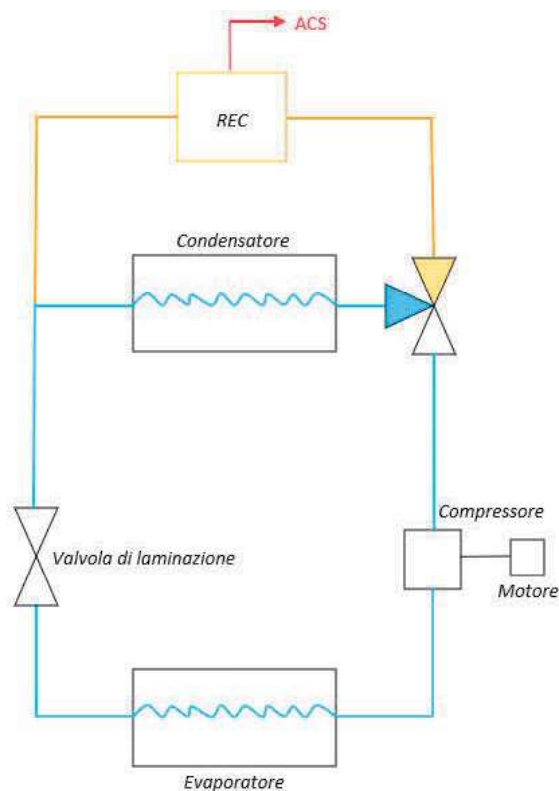 ACS
REC
Condensatore
Compressore
Valvola di laminazione
Motore
Evaporatore